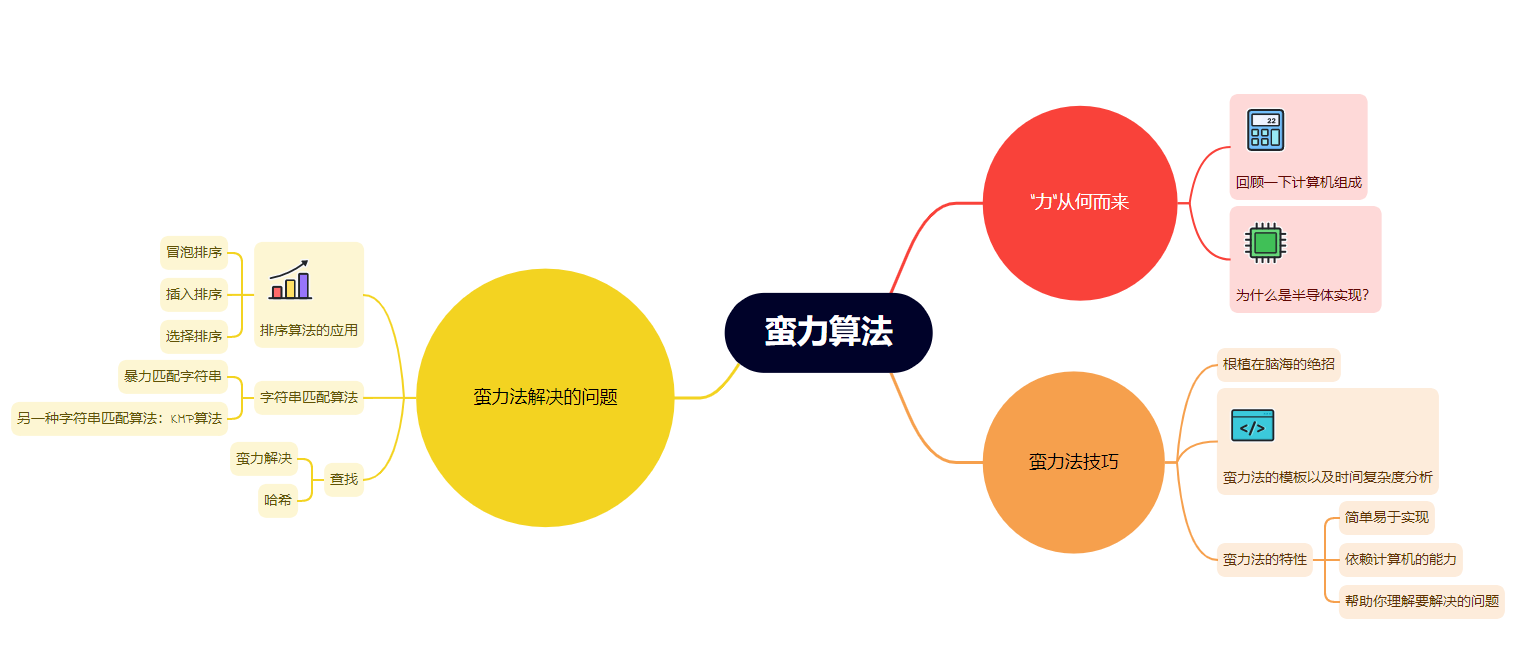 蛮力算法
“力“从何而来
22
回顾一下计算机组成
为什么是半导体实现?
蛮力法技巧
根植在脑海的绝招
</>
蛮力法的模板以及时间复杂度分析
蛮力法的特性
简单易于实现
依赖计算机的能力
帮助你理解要解决的问题
蛮力法解决的问题
排序算法的应用
冒泡排序
插入排序
选择排序
字符串匹配算法
暴力匹配字符串
另一种字符串匹配算法：KMP算法
查找
蛮力解决
哈希